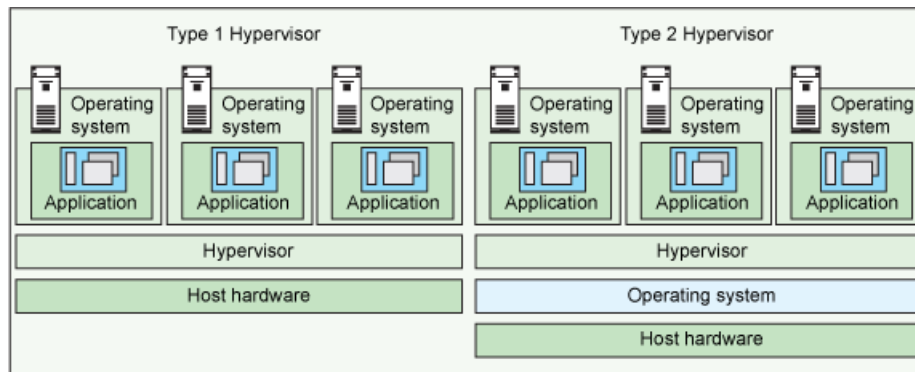 Type 1 Hypervisor
Type 2 Hypervisor
Operating
system
Operating
system
Operating
system
Operating
system
Operating
system
Operating
system
Application
Application
Application
Application
Application
Application
Hypervisor
Hypervisor
Host hardware
Operating system
Host hardware